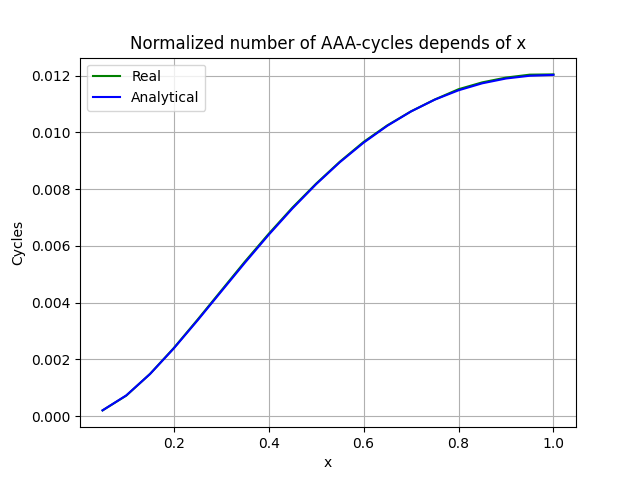 Normalized number of AAA-cycles depends of x
Real
Analytical
0.012
0.010
0.008
0.006
0.004
0.002
0.000
Cycles
0.2 0.4 0.6 0.8 1.0
x